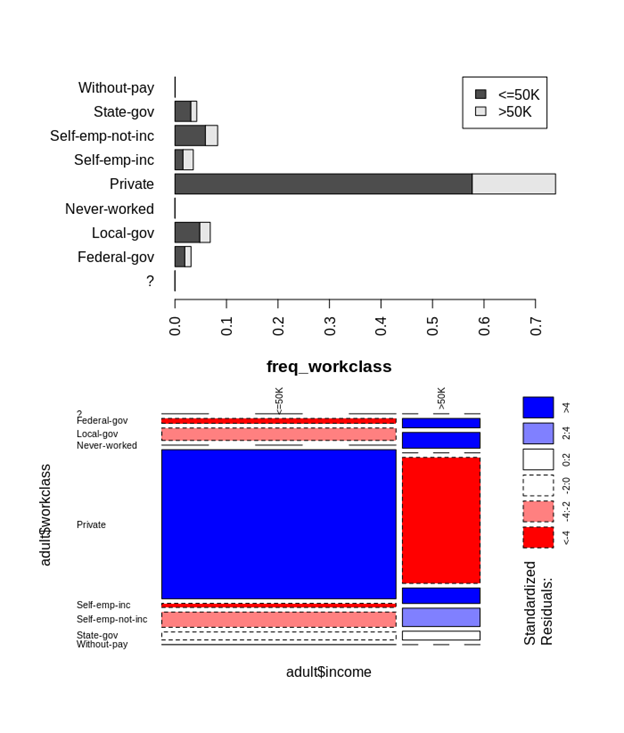 Without-pay
State-gov
Self-emp-not-inc
Self-emp-inc
Private
Never-worked
Local-gov
Federal-gov
?
<=50K
>50K
0.0 0.1 0.2 0.3 0.4 0.5 0.6 0.7
freq_workclass
<=50K >50K
?
Federal-gov
Local-gov
Never-worked
Private
Self-emp-inc
Self-emp-not-inc
State-gov
Without-pay
adult$workclass
adult$income
>4
2:4
0:2
-2:0
-4:-2
<-4
Standardized
Residuals: